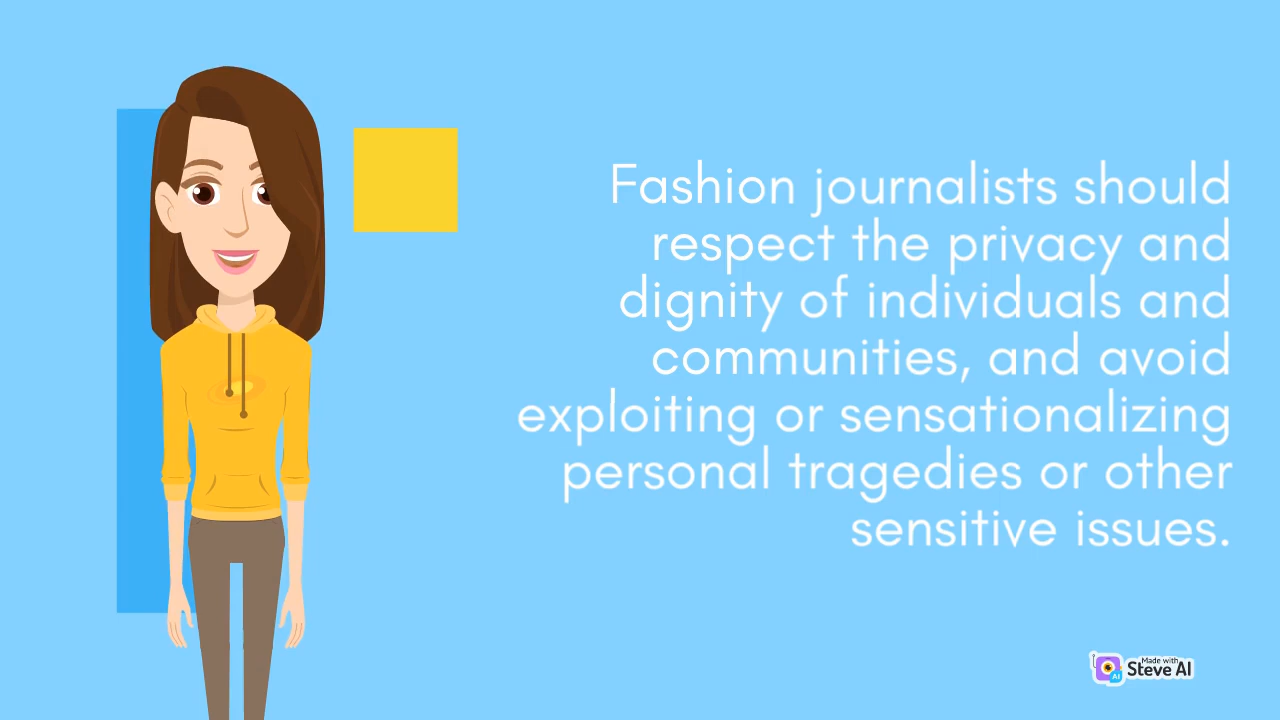 Fashion journalists should
respect the privacy and
dignity of individuals and
communities, and avoid
exploiting or sensationalizing
personal tragedies or other
sensitive issues.
Made with
Steve AI
AI